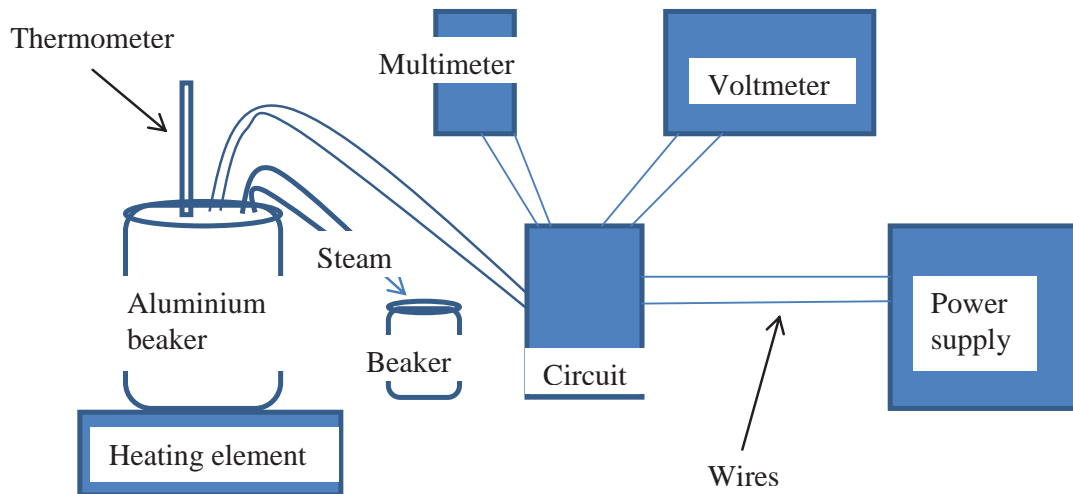 Thermometer
Multimeter
Voltmeter
Steam
Aluminium
beaker
Beaker
Circuit
Power
supply
Heating element
Wires